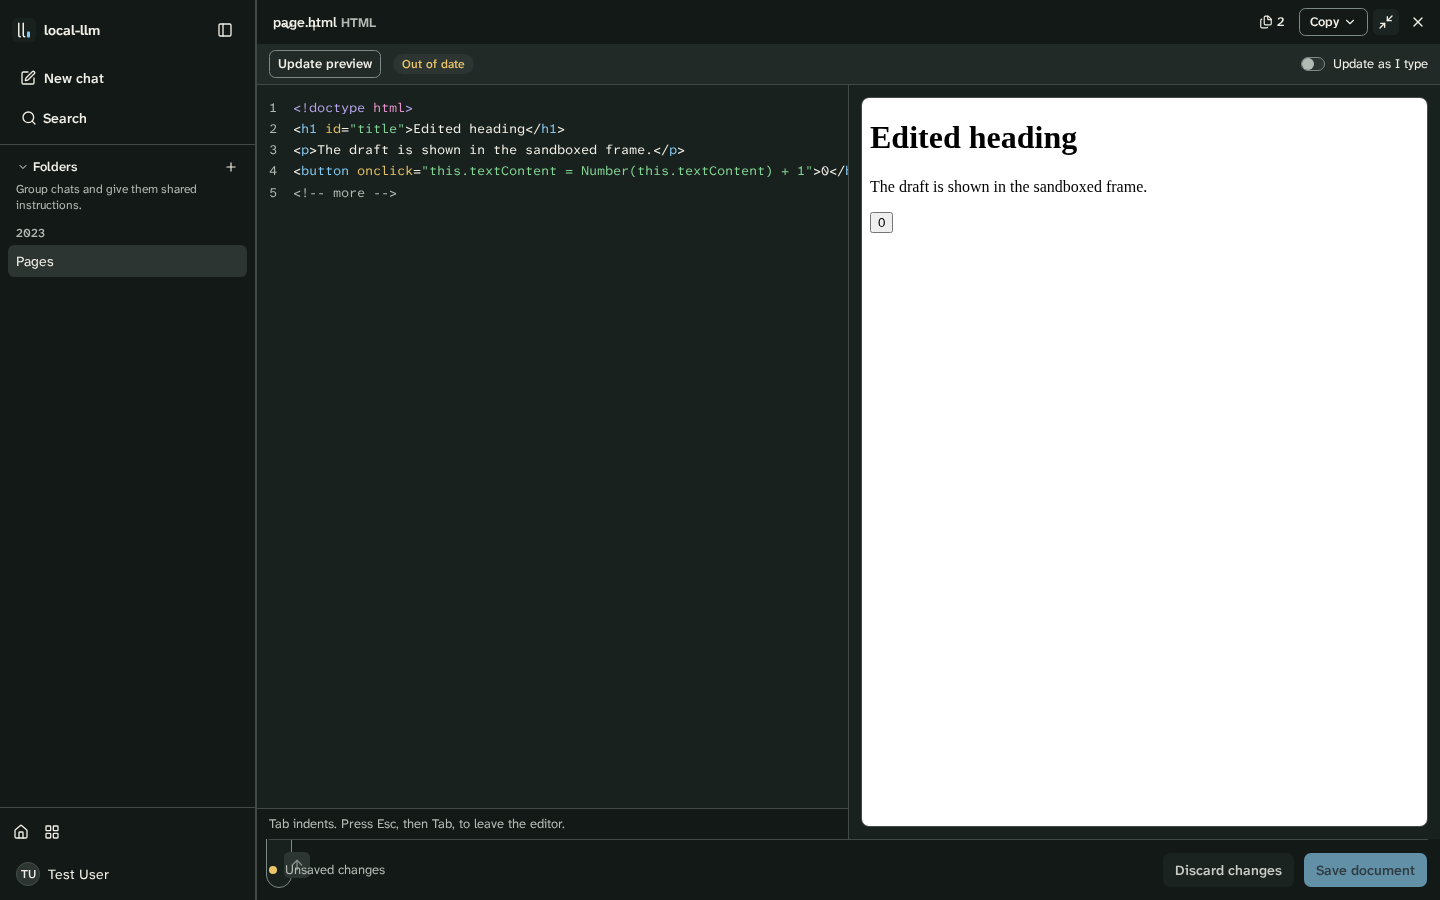 local-llm
New chat
Search
Folders
Group chats and give them shared
instructions.
2023
Pages
TU
Test User
page.html HTML
2
Copy
Update preview
Out of date
Update as I type
1 <!doctype html>
2 <h1 id="title">Edited heading</h1>
3 <p>The draft is shown in the sandboxed frame.</p>
4 <button onclick="this.textContent = Number(this.textContent) + 1">0</b
5 <!-- more -->
Edited heading
The draft is shown in the sandboxed frame.
0
Tab indents. Press Esc, then Tab, to leave the editor.
Unsaved changes
Discard changes
Save document